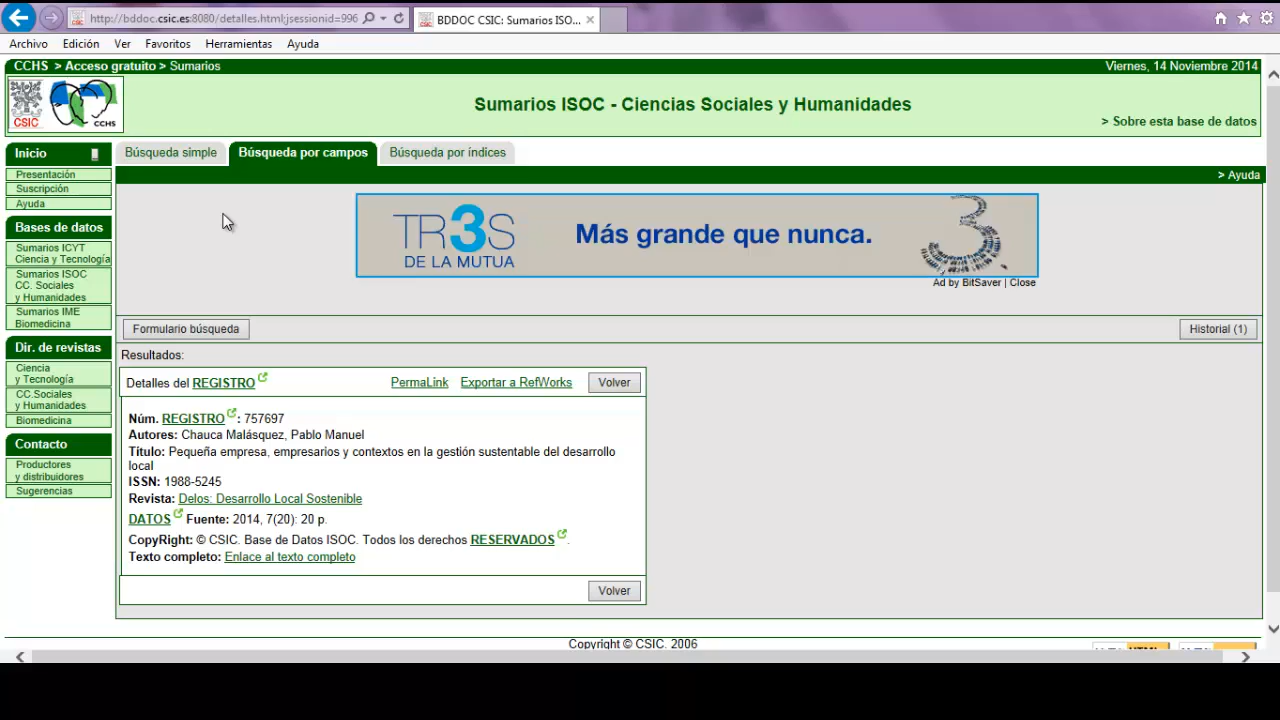 http://bddoc.csic.es:8080/detalles.html;jsessionid=996
BDDOC CSIC: Sumarios ISO...
Archivo Edición Ver Favoritos Herramientas Ayuda
CCHS > Acceso gratuito > Sumarios
Viernes, 14 Noviembre 2014
CSIC
CCHS
Sumarios ISOC - Ciencias Sociales y Humanidades
> Sobre esta base de datos
Inicio
Búsqueda simple
Búsqueda por campos
Búsqueda por índices
> Ayuda
Presentación
Suscripción
Ayuda
Bases de datos
Sumarios ICYT
Ciencia y Tecnología
Sumarios ISOC
CC. Sociales
y Humanidades
Sumarios IME
Biomedicina
Dir. de revistas
Ciencia
y Tecnología
CC.Sociales
y Humanidades
Biomedicina
Contacto
Productores
y distribuidores
Sugerencias
TR3S
DE LA MUTUA
Más grande que nunca.
3
Ad by BitSaver | Close
Formulario búsqueda
Historial (1)
Resultados:
Detalles del REGISTRO
PermaLink
Exportar a RefWorks
Volver
Núm. REGISTRO : 757697
Autores: Chauca Malásquez, Pablo Manuel
Título: Pequeña empresa, empresarios y contextos en la gestión sustentable del desarrollo
local
ISSN: 1988-5245
Revista: Delos: Desarrollo Local Sostenible
DATOS Fuente: 2014, 7(20): 20 p.
CopyRight: © CSIC. Base de Datos ISOC. Todos los derechos RESERVADOS .
Texto completo: Enlace al texto completo
Volver
Copyright © CSIC. 2006